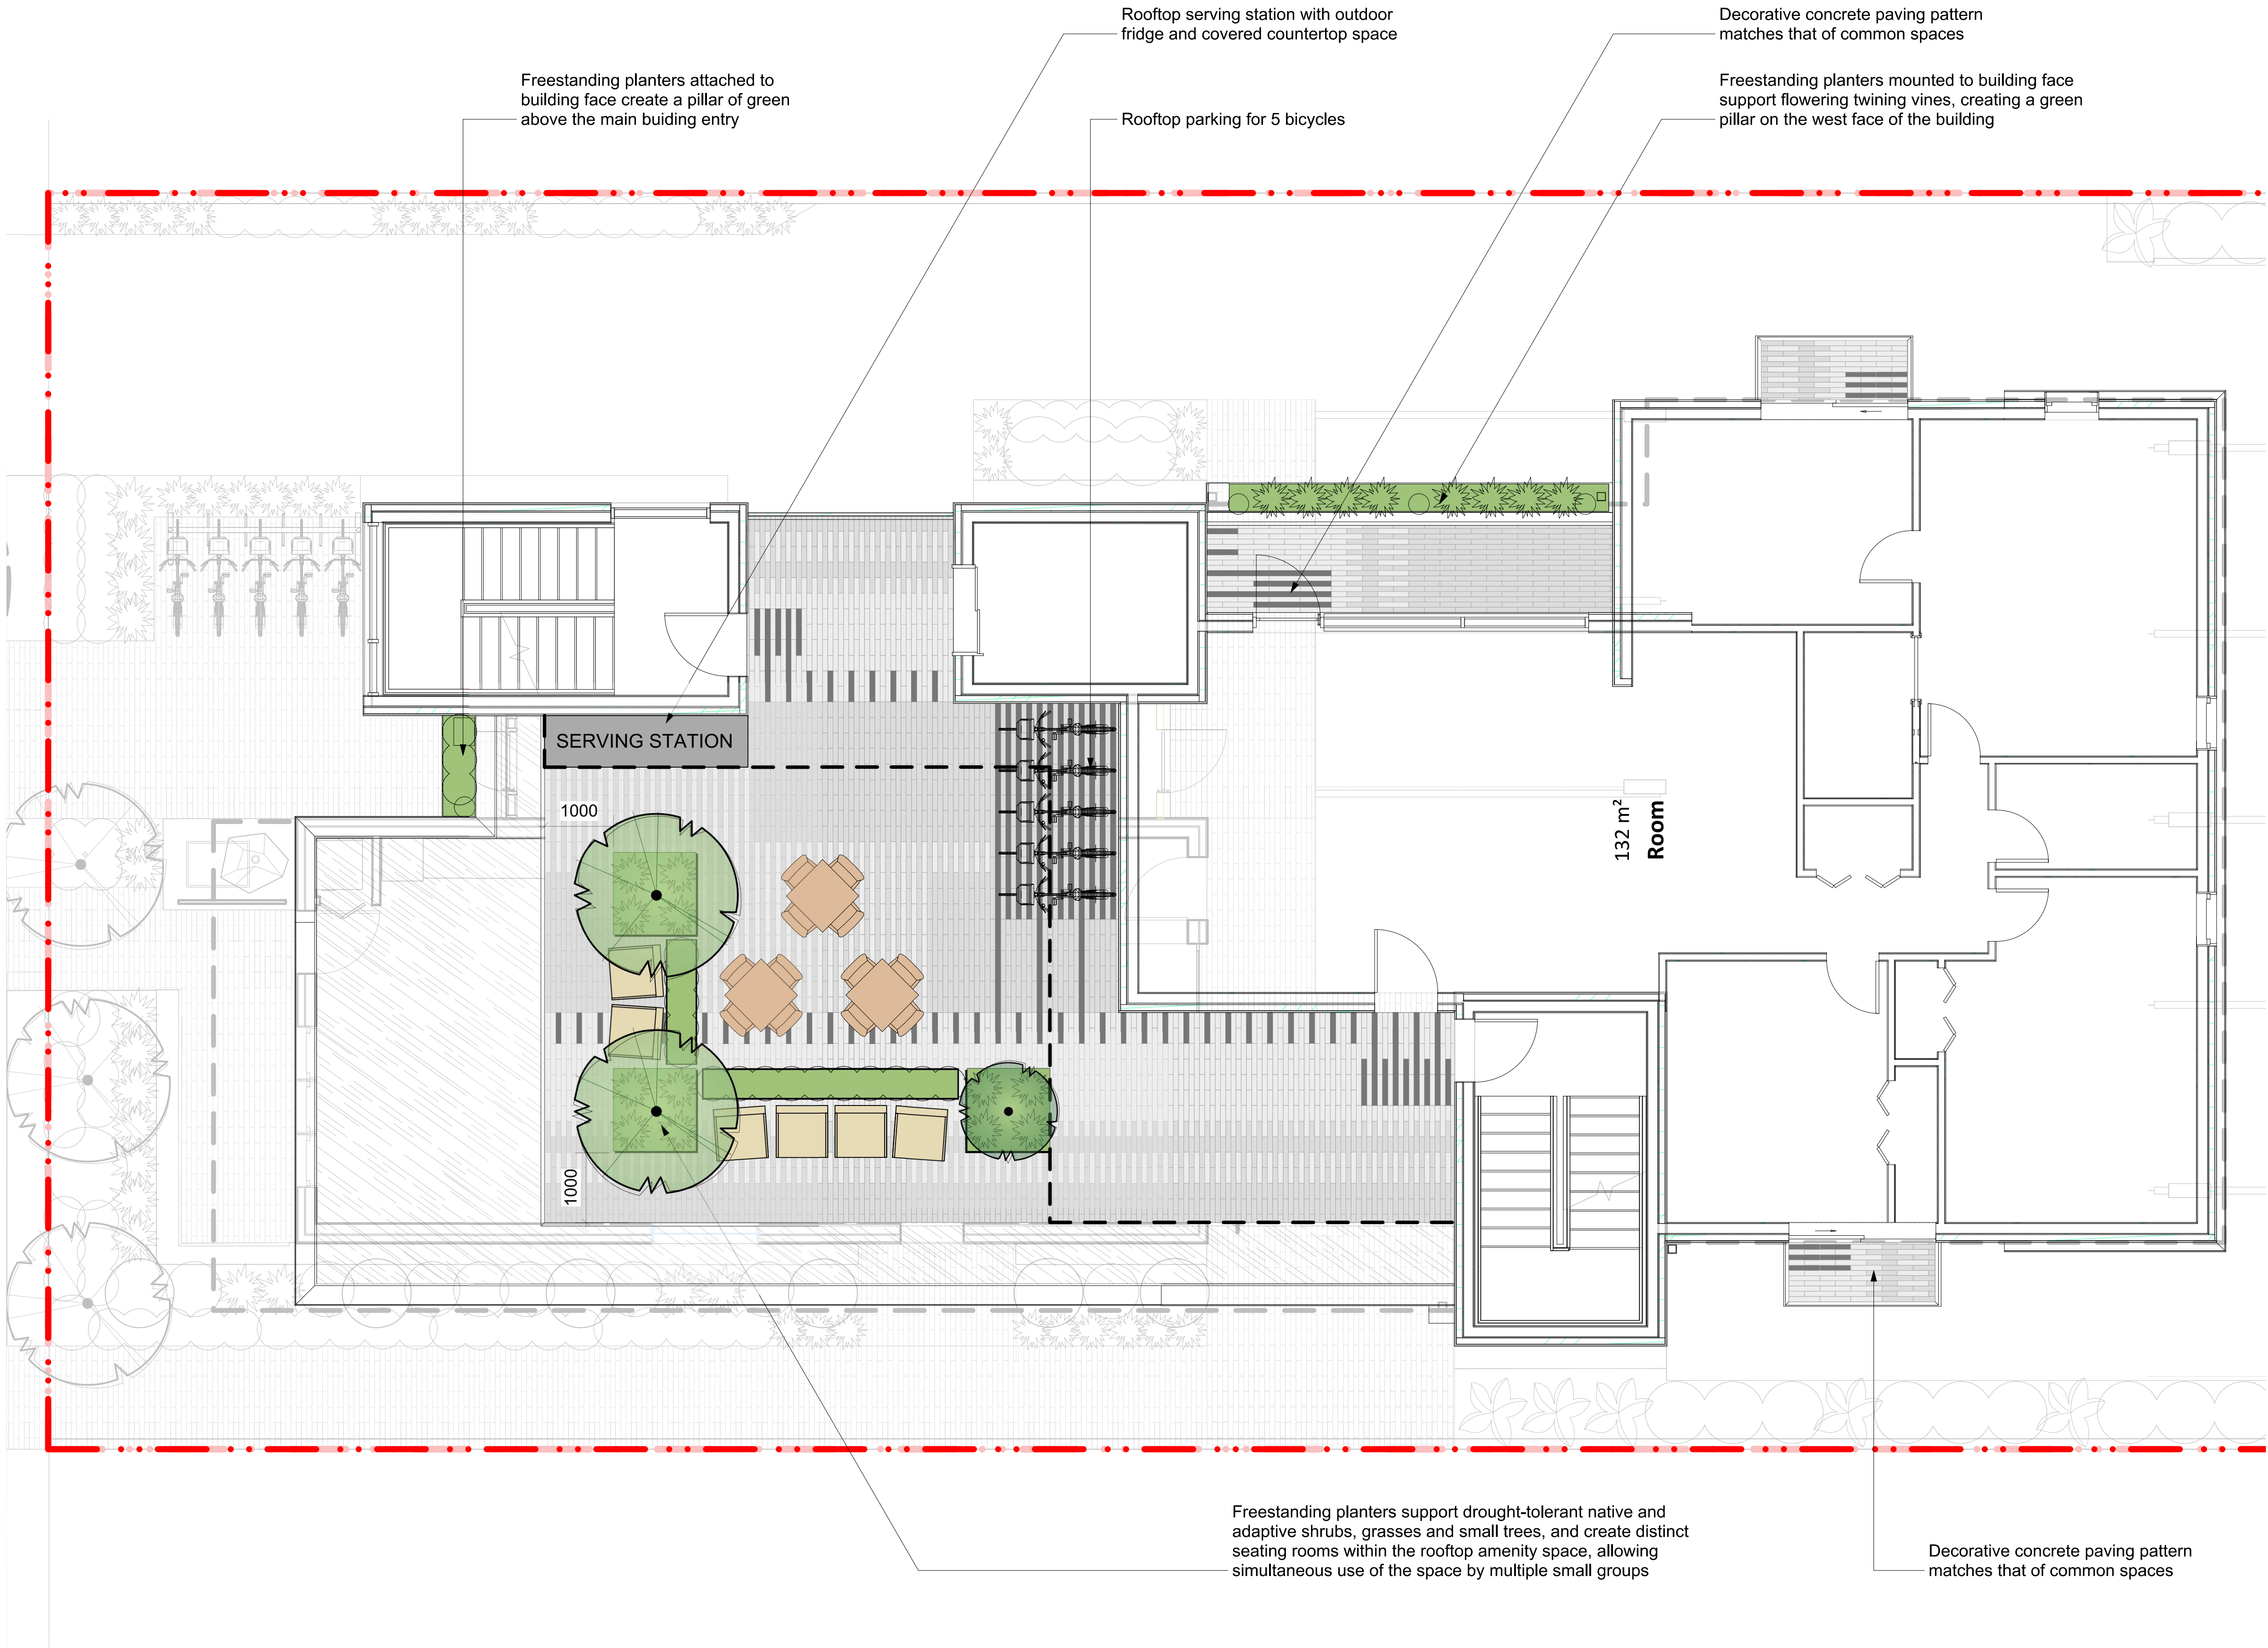 Rooftop serving station with outdoor
fridge and covered countertop space
Decorative concrete paving pattern
matches that of common spaces
Freestanding planters attached to
building face create a pillar of green
above the main buiding entry
Rooftop parking for 5 bicycles
Freestanding planters mounted to building face
support flowering twining vines, creating a green
pillar on the west face of the building
SERVING STATION
1000
132 m²
Room
1000
Freestanding planters support drought-tolerant native and
adaptive shrubs, grasses and small trees, and create distinct
seating rooms within the rooftop amenity space, allowing
simultaneous use of the space by multiple small groups
Decorative concrete paving pattern
matches that of common spaces